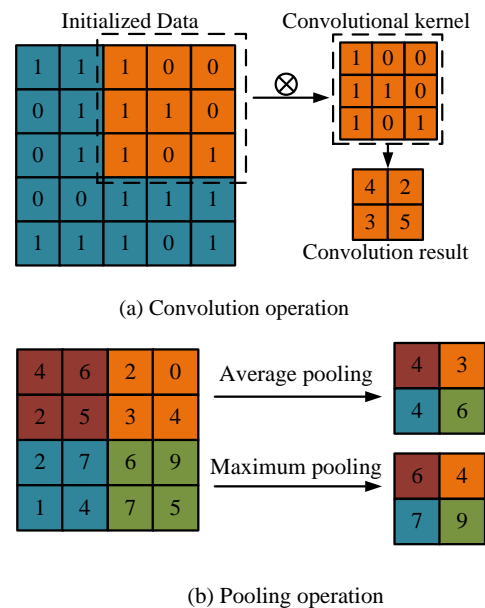 Initialized Data
Convolutional kernel
1 1 1 0 0
0 1 1 1 0
0 1 1 0 1
0 0 1 1 1
1 1 1 0 1
1 0 0
1 1 0
1 0 1
4 2
3 5
Convolution result
(a) Convolution operation
4 6 2 0
2 5 3 4
2 7 6 9
1 4 7 5
Average pooling
4 3
4 6
Maximum pooling
6 4
7 9
(b) Pooling operation